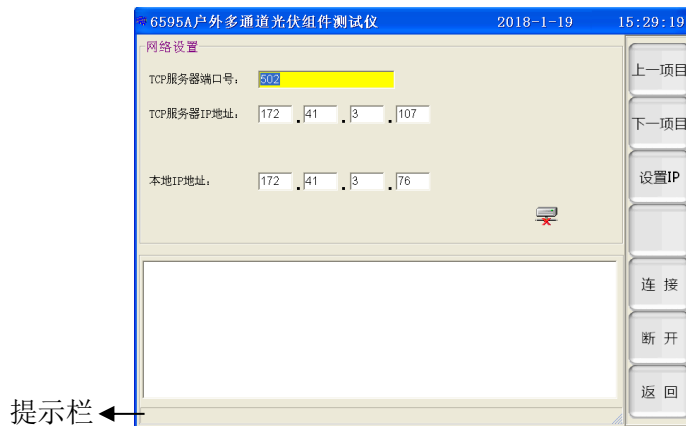 6595A户外多通道光伏组件测试仪 2018-1-19 15:29:19
网络设置
TCP服务器端口号: 502
TCP服务器IP地址: 172 . 41 . 3 . 107
本地IP地址: 172 . 41 . 3 . 76
上一项目
下一项目
设置IP
连 接
断 开
返 回
提示栏